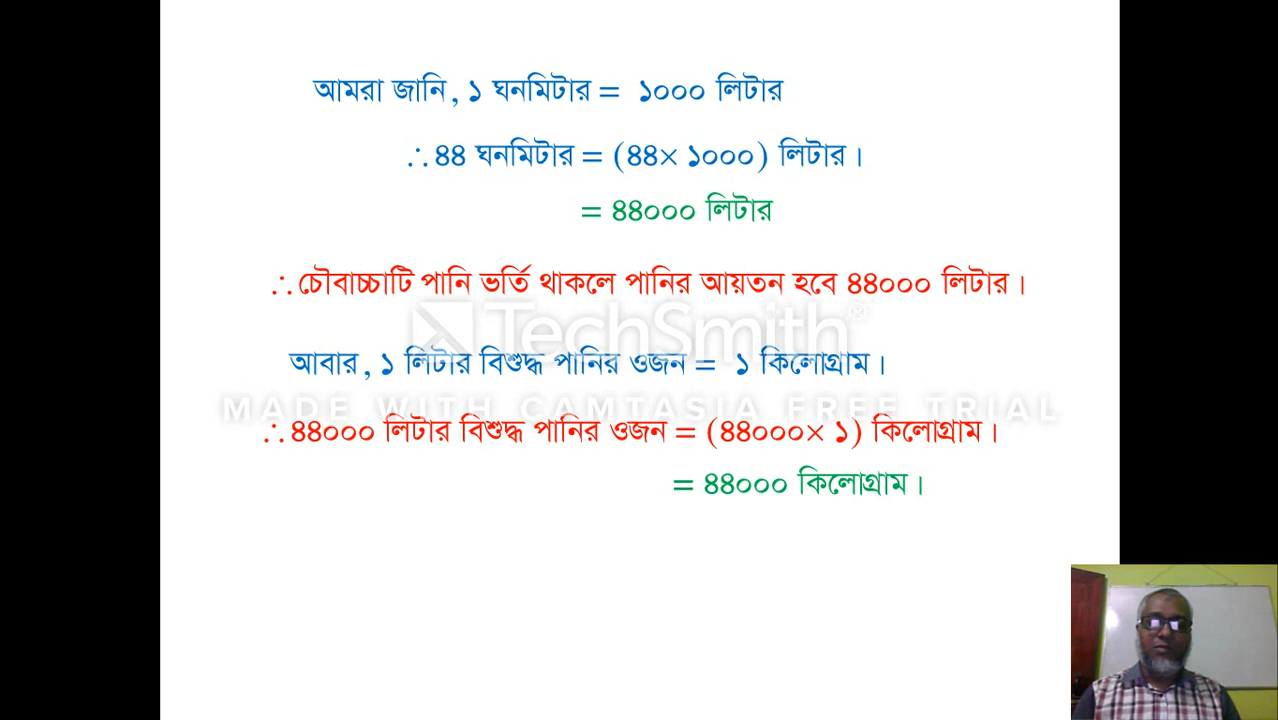 আমরা জানি, ১ ঘনমিটার = ১০০০ লিটার
∴ ৪৪ ঘনমিটার = (৪৪× ১০০০) লিটার।
= ৪৪০০০ লিটার
∴ চৌবাচ্চাটি পানি ভর্তি থাকলে পানির আয়তন হবে ৪৪০০০ লিটার।
TechSmith®
আবার, ১ লিটার বিশুদ্ধ পানির ওজন = ১ কিলোগ্রাম।
MADE WITH CAMTASIA FREE TRIAL
∴ ৪৪০০০ লিটার বিশুদ্ধ পানির ওজন = (৪৪০০০× ১) কিলোগ্রাম।
= ৪৪০০০ কিলোগ্রাম।